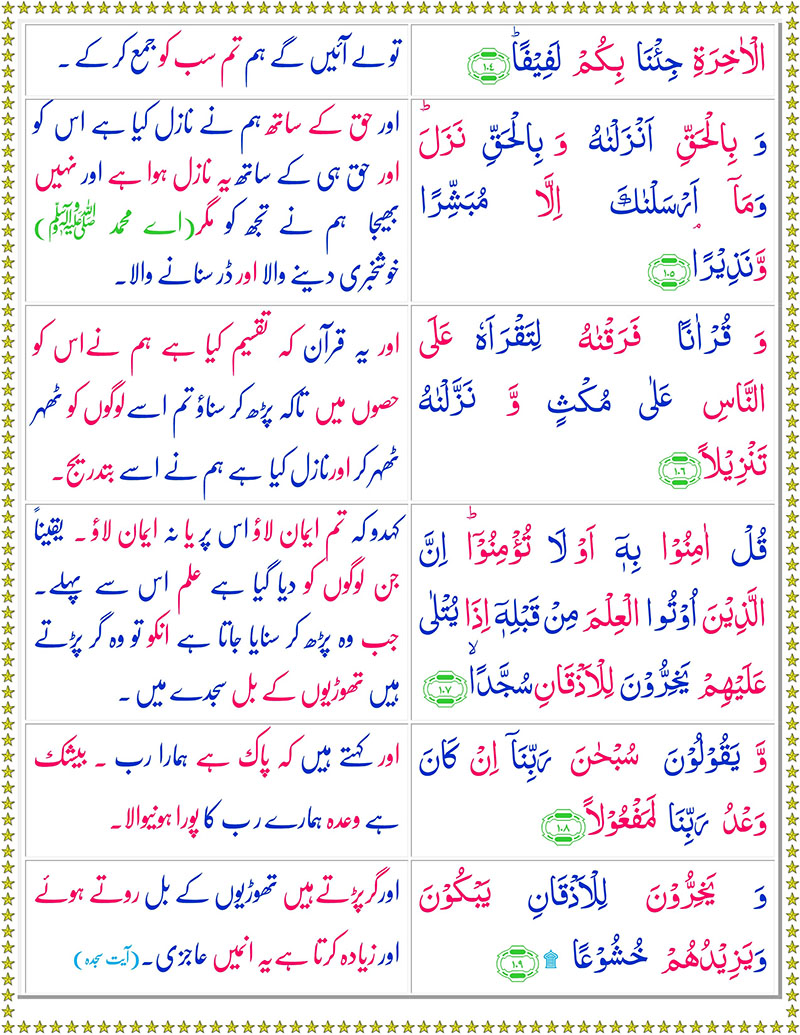 الْاٰخِرَةِ جِئْنَا بِكُمْ لَفِيْفًاؕ ۝۱۰۴
تو لے آئیں گے ہم تم سب کو جمع کر کے ۔
وَ بِالْحَقِّ اَنْزَلْنٰهُ وَ بِالْحَقِّ نَزَلَؕ
وَمَاۤ اَرْسَلْنٰكَ اِلَّا مُبَشِّرًا
وَّنَذِيْرًاۘ ۝۱۰۵
اور حق کے ساتھ ہم نے نازل کیا ہے اس کو
اور حق ہی کے ساتھ یہ نازل ہوا ہے اور نہیں
بھیجا ہم نے تجھ کو مگر (اے محمد ﷺ)
خوشخبری دینے والا اور ڈر سنانے والا۔
وَ قُرْاٰنًا فَرَقْنٰهُ لِتَقْرَاَهٗ عَلَى
النَّاسِ عَلٰى مُكْثٍ وَّ نَزَّلْنٰهُ
تَنْزِيْلًا ۝۱۰۶
اور یہ قرآن کہ تقسیم کیا ہے ہم نے اس کو
حصوں میں تاکہ پڑھ کر سناؤ تم اسے لوگوں کو ٹھہر
ٹھہر کر اور نازل کیا ہے ہم نے اسے بتدریج۔
قُلْ اٰمِنُوْا بِهٖۤ اَوْ لَا تُؤْمِنُوْاؕ اِنَّ
الَّذِيْنَ اُوْتُوا الْعِلْمَ مِنْ قَبْلِهٖۤ اِذَا يُتْلٰى
عَلَيْهِمْ يَخِرُّوْنَ لِلْاَذْقَانِ سُجَّدًاۙ ۝۱۰۷
کہدو کہ تم ایمان لاؤ اس پر یا نہ ایمان لاؤ ۔ یقیناً
جن لوگوں کو دیا گیا ہے علم اس سے پہلے۔
جب وہ پڑھ کر سنایا جاتا ہے انکو تو وہ گر پڑتے
ہیں تھوڑیوں کے بل سجدے میں ۔
وَّ يَقُوْلُوْنَ سُبْحٰنَ رَبِّنَاۤ اِنْ كَانَ
وَعْدُ رَبِّنَا لَمَفْعُوْلًا ۝۱۰۸
اور کہتے ہیں کہ پاک ہے ہمارا رب ۔ بیشک
ہے وعدہ ہمارے رب کا پورا ہونیوالا۔
وَ يَخِرُّوْنَ لِلْاَذْقَانِ يَبْكُوْنَ
وَيَزِيْدُهُمْ خُشُوْعًا ۩ ۝۱۰۹
اور گر پڑتے ہیں تھوڑیوں کے بل روتے ہوئے
اور زیادہ کرتا ہے یہ انمیں عاجزی۔ (آیت سجدہ)